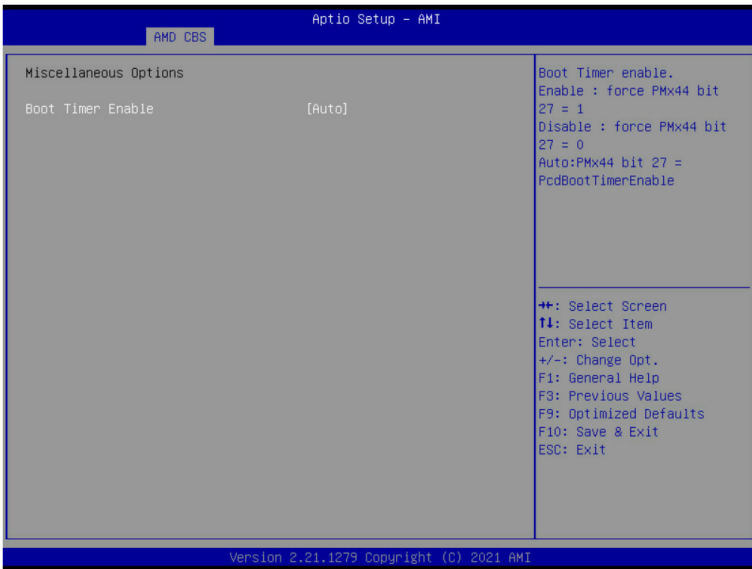 Aptio Setup – AMI
AMD CBS
Miscellaneous Options
Boot Timer Enable [Auto]
Boot Timer enable.
Enable : force PMx44 bit
27 = 1
Disable : force PMx44 bit
27 = 0
Auto:PMx44 bit 27 =
PcdBootTimerEnable
→←: Select Screen
↑↓: Select Item
Enter: Select
+/-: Change Opt.
F1: General Help
F3: Previous Values
F9: Optimized Defaults
F10: Save & Exit
ESC: Exit
Version 2.21.1279 Copyright (C) 2021 AMI